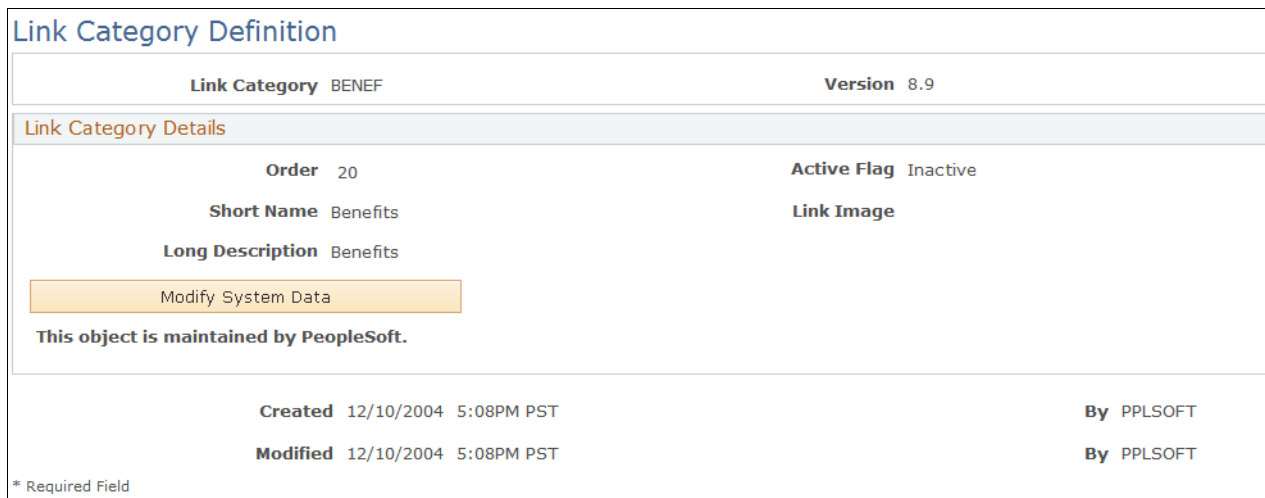 Link Category Definition
Link Category BENEF Version 8.9
Link Category Details
Order 20 Active Flag Inactive
Short Name Benefits Link Image
Long Description Benefits
Modify System Data
This object is maintained by PeopleSoft.
Created 12/10/2004 5:08PM PST By PPLSOFT
Modified 12/10/2004 5:08PM PST By PPLSOFT
* Required Field